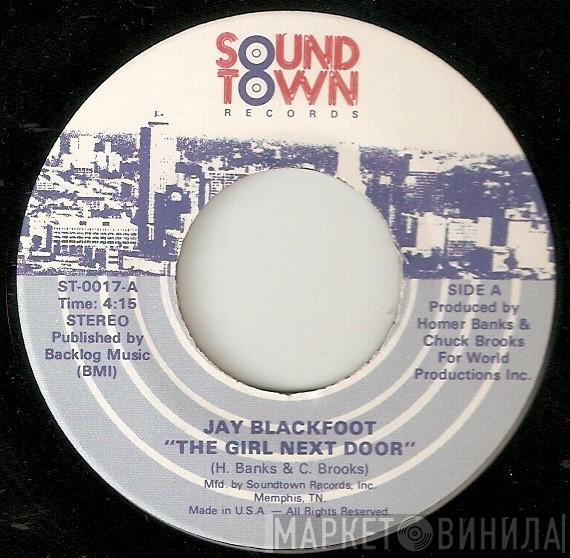 SOUND
TOWN
RECORDS
ST-0017-A
Time: 4:15
STEREO
Published by
Backlog Music
(BMI)
SIDE A
Produced by
Homer Banks &
Chuck Brooks
For World
Productions Inc.
JAY BLACKFOOT
"THE GIRL NEXT DOOR"
(H. Banks & C. Brooks)
Mfd. by Soundtown Records, Inc.
Memphis, TN.
Made in U.S.A. — All Rights Reserved.
МАРКЕТ ВИНИЛА